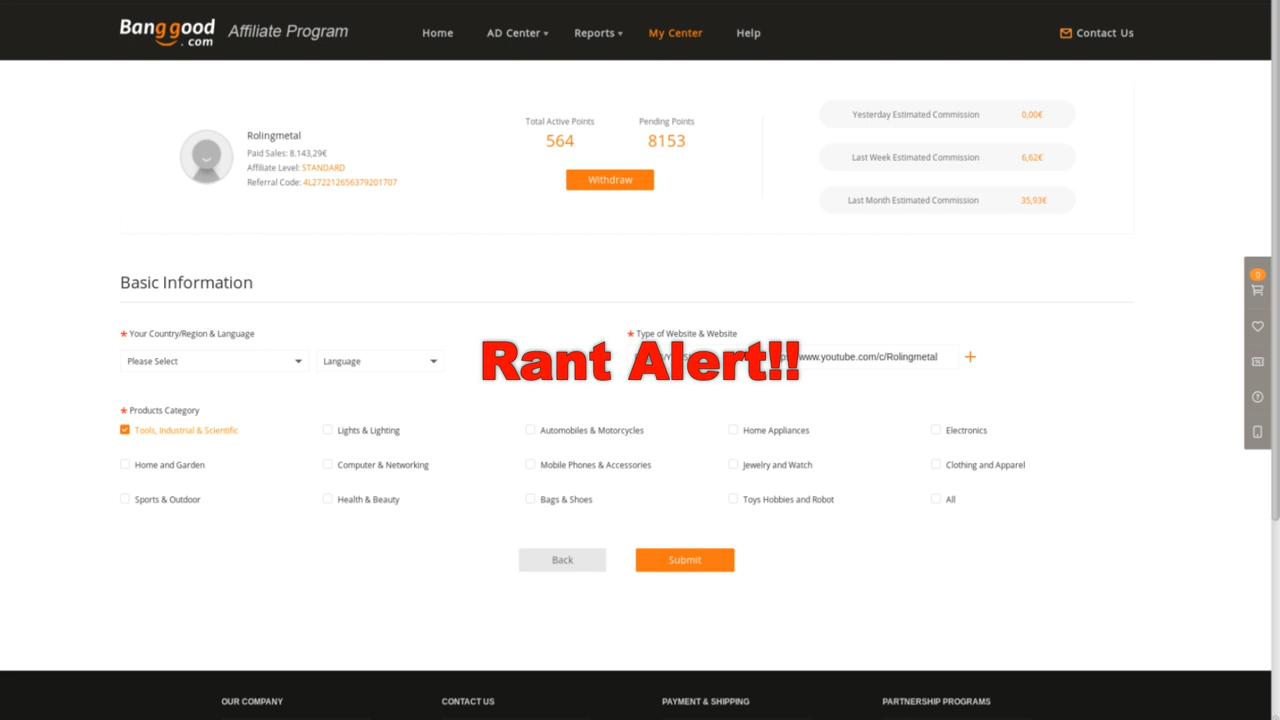 Banggood.com Affiliate Program Home AD Center Reports My Center Help Contact Us
Rolingmetal
Paid Sales: 8.143,29€
Affiliate Level: STANDARD
Referral Code: 4L272212656379201707
Total Active Points Pending Points
564 8153
Withdraw
Yesterday Estimated Commission 0,00€
Last Week Estimated Commission 6,62€
Last Month Estimated Commission 35,93€
0
Basic Information
* Your Country/Region & Language * Type of Website & Website
Please Select Language www.youtube.com/c/Rolingmetal +
Rant Alert!!
* Products Category
Tools, Industrial & Scientific Lights & Lighting Automobiles & Motorcycles Home Appliances Electronics
Home and Garden Computer & Networking Mobile Phones & Accessories Jewelry and Watch Clothing and Apparel
Sports & Outdoor Health & Beauty Bags & Shoes Toys Hobbies and Robot All
Back Submit
OUR COMPANY CONTACT US PAYMENT & SHIPPING PARTNERSHIP PROGRAMS